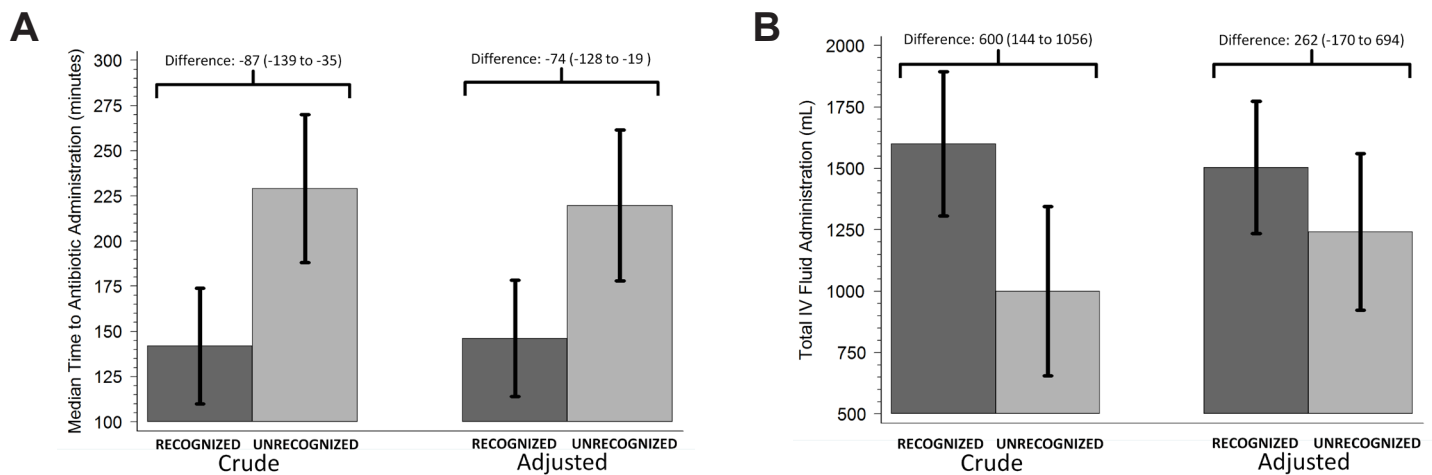 A
Median Time to Antibiotic Administration (minutes)
300
275
250
225
200
175
150
125
100
Difference: -87 (-139 to -35)
Difference: -74 (-128 to -19 )
RECOGNIZED UNRECOGNIZED
Crude
RECOGNIZED UNRECOGNIZED
Adjusted
B
Total IV Fluid Administration (mL)
2000
1750
1500
1250
1000
750
500
Difference: 600 (144 to 1056)
Difference: 262 (-170 to 694)
RECOGNIZED UNRECOGNIZED
Crude
RECOGNIZED UNRECOGNIZED
Adjusted